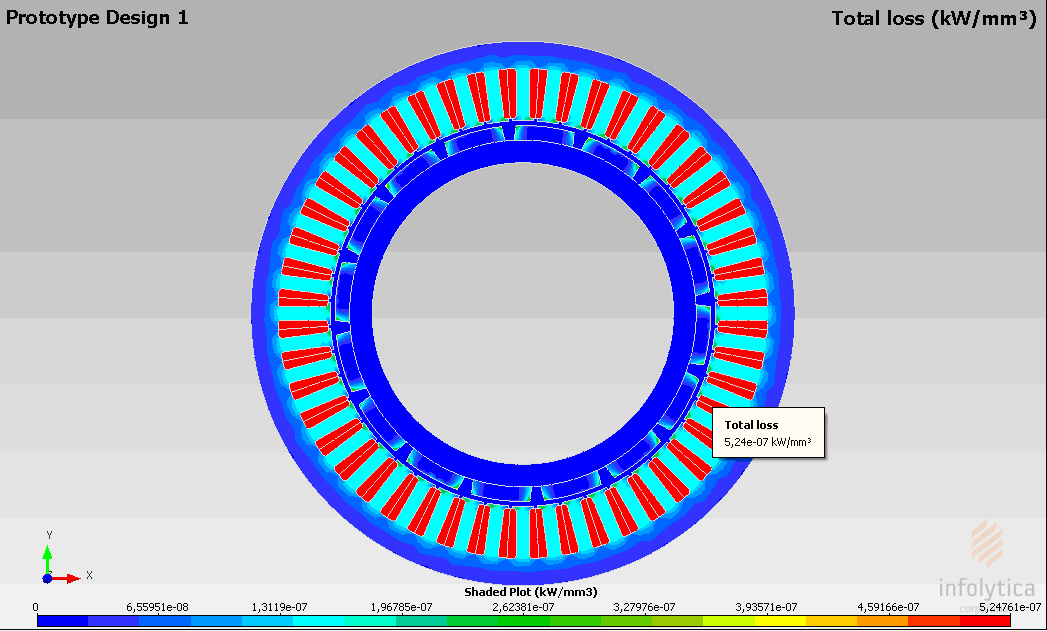 Prototype Design 1
Total loss (kW/mm³)
Total loss
5,24e-07 kW/mm³
Y
X
infolytica
Shaded Plot (kW/mm3)
0 6,55951e-08 1,3119e-07 1,96785e-07 2,62381e-07 3,27976e-07 3,93571e-07 4,59166e-07 5,24761e-07